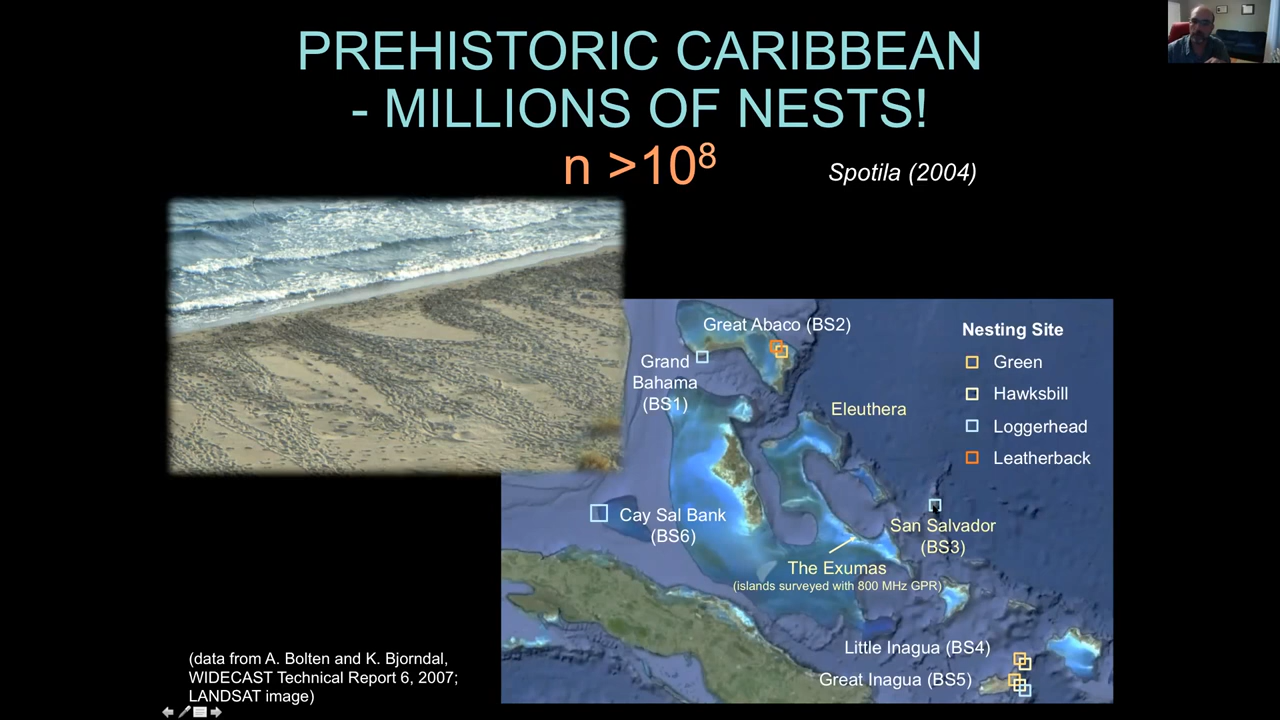 PREHISTORIC CARIBBEAN
- MILLIONS OF NESTS!
n >10⁸
Spotila (2004)
Great Abaco (BS2)
Nesting Site
Grand
Bahama
(BS1)
Green
Hawksbill
Eleuthera
Loggerhead
Leatherback
Cay Sal Bank
(BS6)
San Salvador
(BS3)
The Exumas
(islands surveyed with 800 MHz GPR)
Little Inagua (BS4)
Great Inagua (BS5)
(data from A. Bolten and K. Bjorndal,
WIDECAST Technical Report 6, 2007;
LANDSAT image)